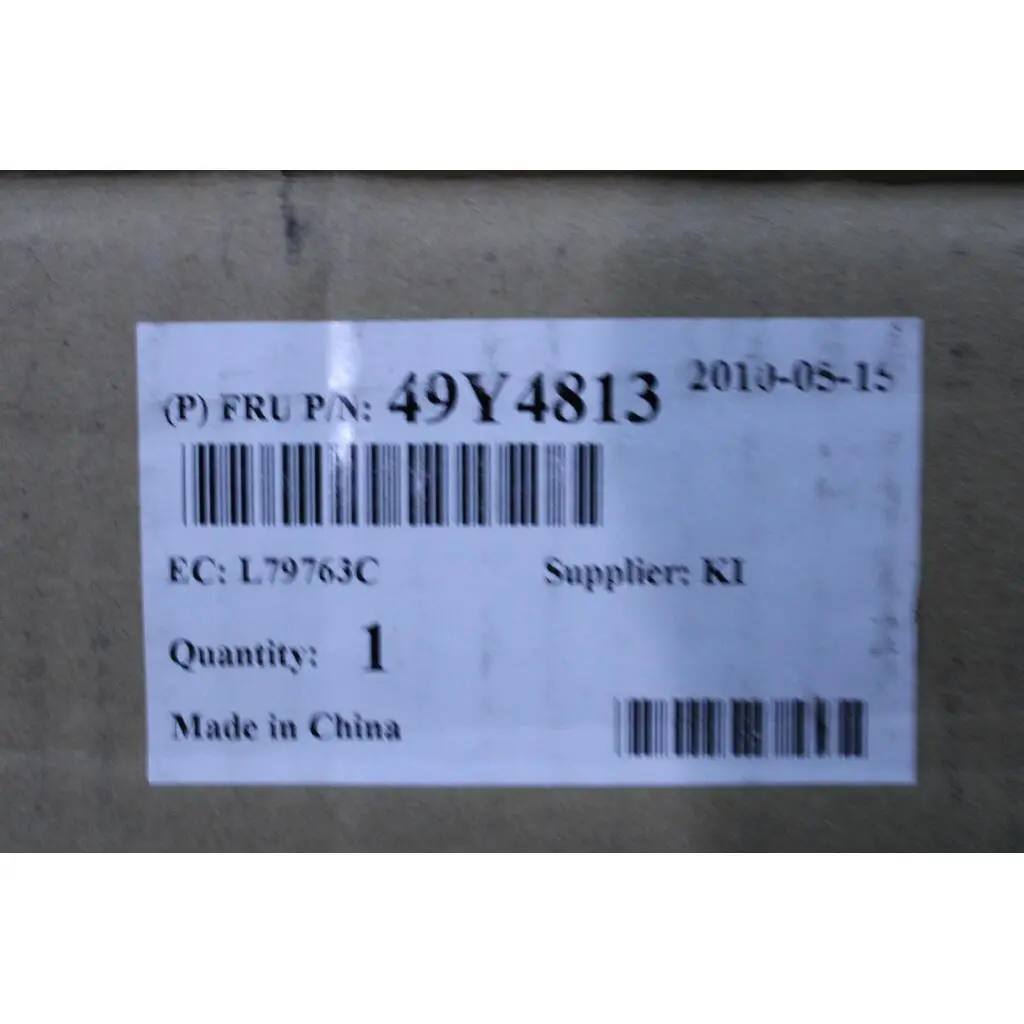 (P) FRU P/N: 49Y4813 2010-05-15
EC: L79763C Supplier: KI
Quantity: 1
Made in China